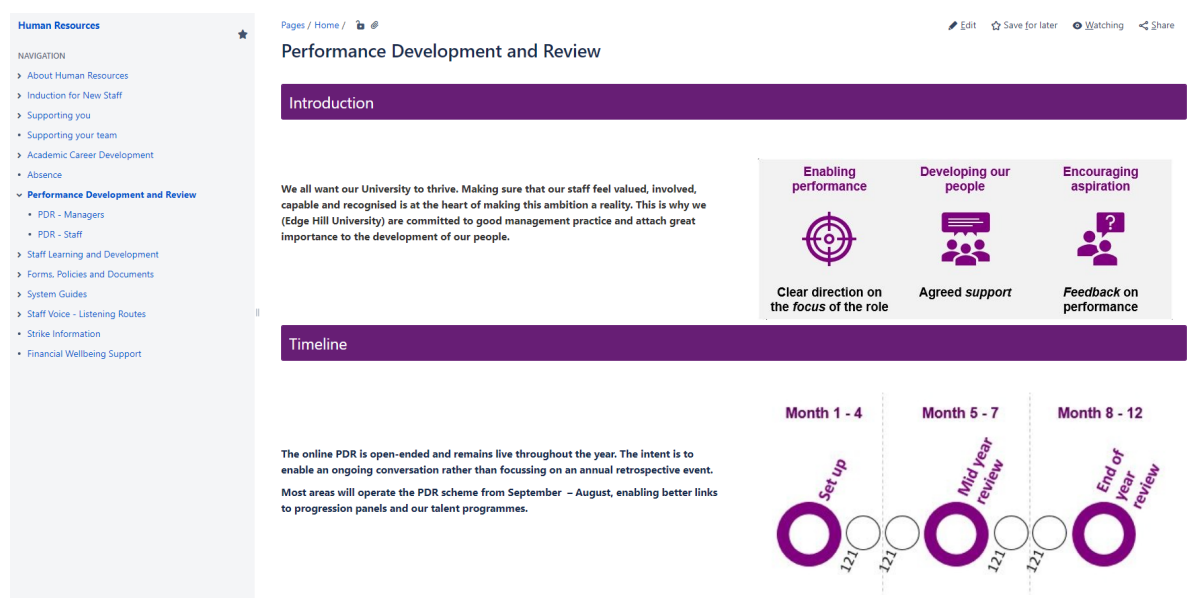 Human Resources
NAVIGATION
About Human Resources
Induction for New Staff
Supporting you
Supporting your team
Academic Career Development
Absence
Performance Development and Review
PDR - Managers
PDR - Staff
Staff Learning and Development
Forms, Policies and Documents
System Guides
Staff Voice - Listening Routes
Strike Information
Financial Wellbeing Support
Pages / Home /
Edit Save for later Watching Share
Performance Development and Review
Introduction
We all want our University to thrive. Making sure that our staff feel valued, involved,
capable and recognised is at the heart of making this ambition a reality. This is why we
(Edge Hill University) are committed to good management practice and attach great
importance to the development of our people.
Enabling
performance
Clear direction on
the focus of the role
Developing our
people
Agreed support
Encouraging
aspiration
?
Feedback on
performance
Timeline
The online PDR is open-ended and remains live throughout the year. The intent is to
enable an ongoing conversation rather than focussing on an annual retrospective event.
Most areas will operate the PDR scheme from September – August, enabling better links
to progression panels and our talent programmes.
Month 1 - 4
Month 5 - 7
Month 8 - 12
Set up
121
121
Mid year
review
121
121
End of
year
review